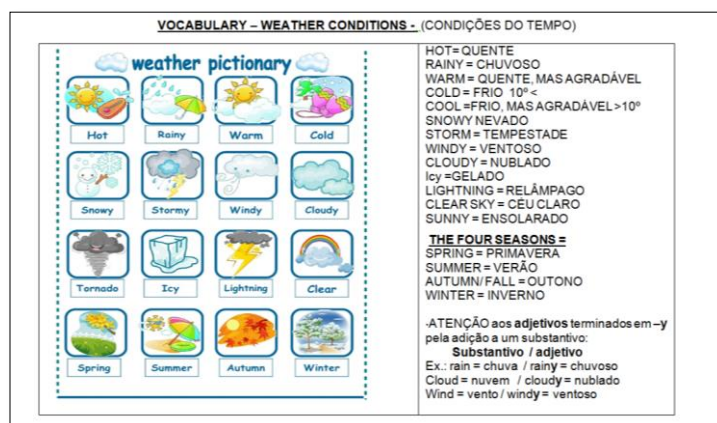 VOCABULARY – WEATHER CONDITIONS - (CONDIÇÕES DO TEMPO)
weather pictionary
Hot Rainy Warm Cold
Snowy Stormy Windy Cloudy
Tornado Icy Lightning Clear
Spring Summer Autumn Winter
HOT= QUENTE
RAINY = CHUVOSO
WARM = QUENTE, MAS AGRADÁVEL
COLD = FRIO 10º <
COOL =FRIO, MAS AGRADÁVEL >10º
SNOWY NEVADO
STORM = TEMPESTADE
WINDY = VENTOSO
CLOUDY = NUBLADO
Icy =GELADO
LIGHTNING = RELÂMPAGO
CLEAR SKY = CÉU CLARO
SUNNY = ENSOLARADO
THE FOUR SEASONS =
SPRING = PRIMAVERA
SUMMER = VERÃO
AUTUMN/ FALL = OUTONO
WINTER = INVERNO
-ATENÇÃO aos adjetivos terminados em –y
pela adição a um substantivo:
Substantivo / adjetivo
Ex.: rain = chuva / rainy = chuvoso
Cloud = nuvem / cloudy = nublado
Wind = vento / windy = ventoso